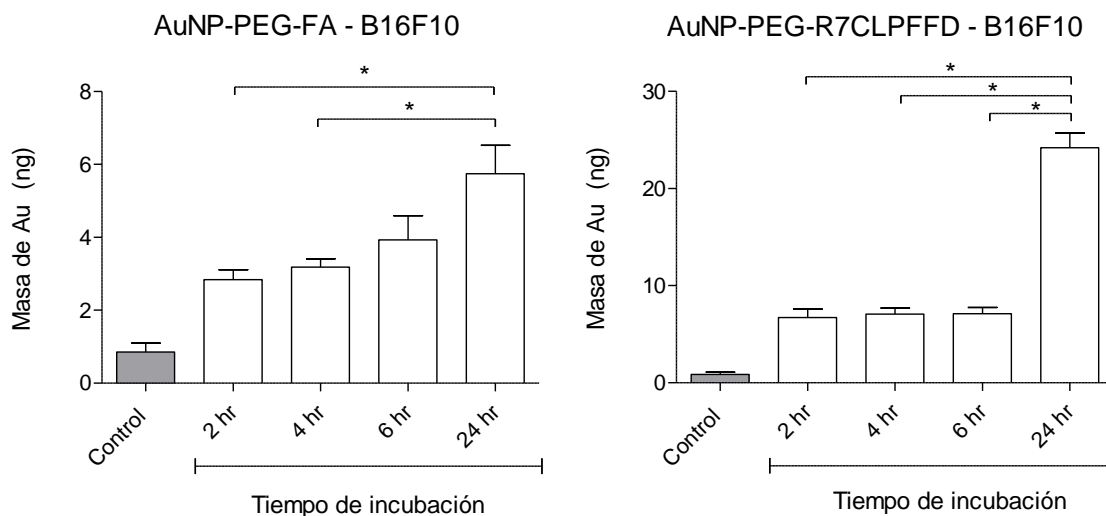 AuNP-PEG-FA - B16F10
Masa de Au (ng)
8
6
4
2
0
*
*
Control
2 hr
4 hr
6 hr
24 hr
Tiempo de incubación
AuNP-PEG-R7CLPFFD - B16F10
Masa de Au (ng)
30
20
10
0
*
*
*
Control
2 hr
4 hr
6 hr
24 hr
Tiempo de incubación